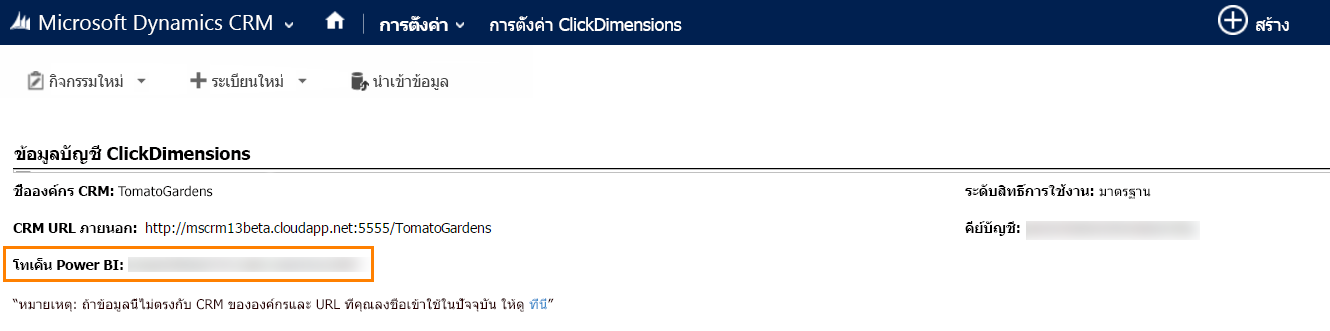 Microsoft Dynamics CRM การตั้งค่า การตั้งค่า ClickDimensions สร้าง
กิจกรรมใหม่ ระเบียนใหม่ นำเข้าข้อมูล
ข้อมูลบัญชี ClickDimensions
ชื่อองค์กร CRM: TomatoGardens ระดับสิทธิ์การใช้งาน: มาตรฐาน
CRM URL ภายนอก: http://mscrm13beta.cloudapp.net:5555/TomatoGardens คีย์บัญชี:
โทเค็น Power BI:
“หมายเหตุ: ถ้าข้อมูลนี้ไม่ตรงกับ CRM ขององค์กรและ URL ที่คุณลงชื่อเข้าใช้ในปัจจุบัน ให้ดู ที่นี่”